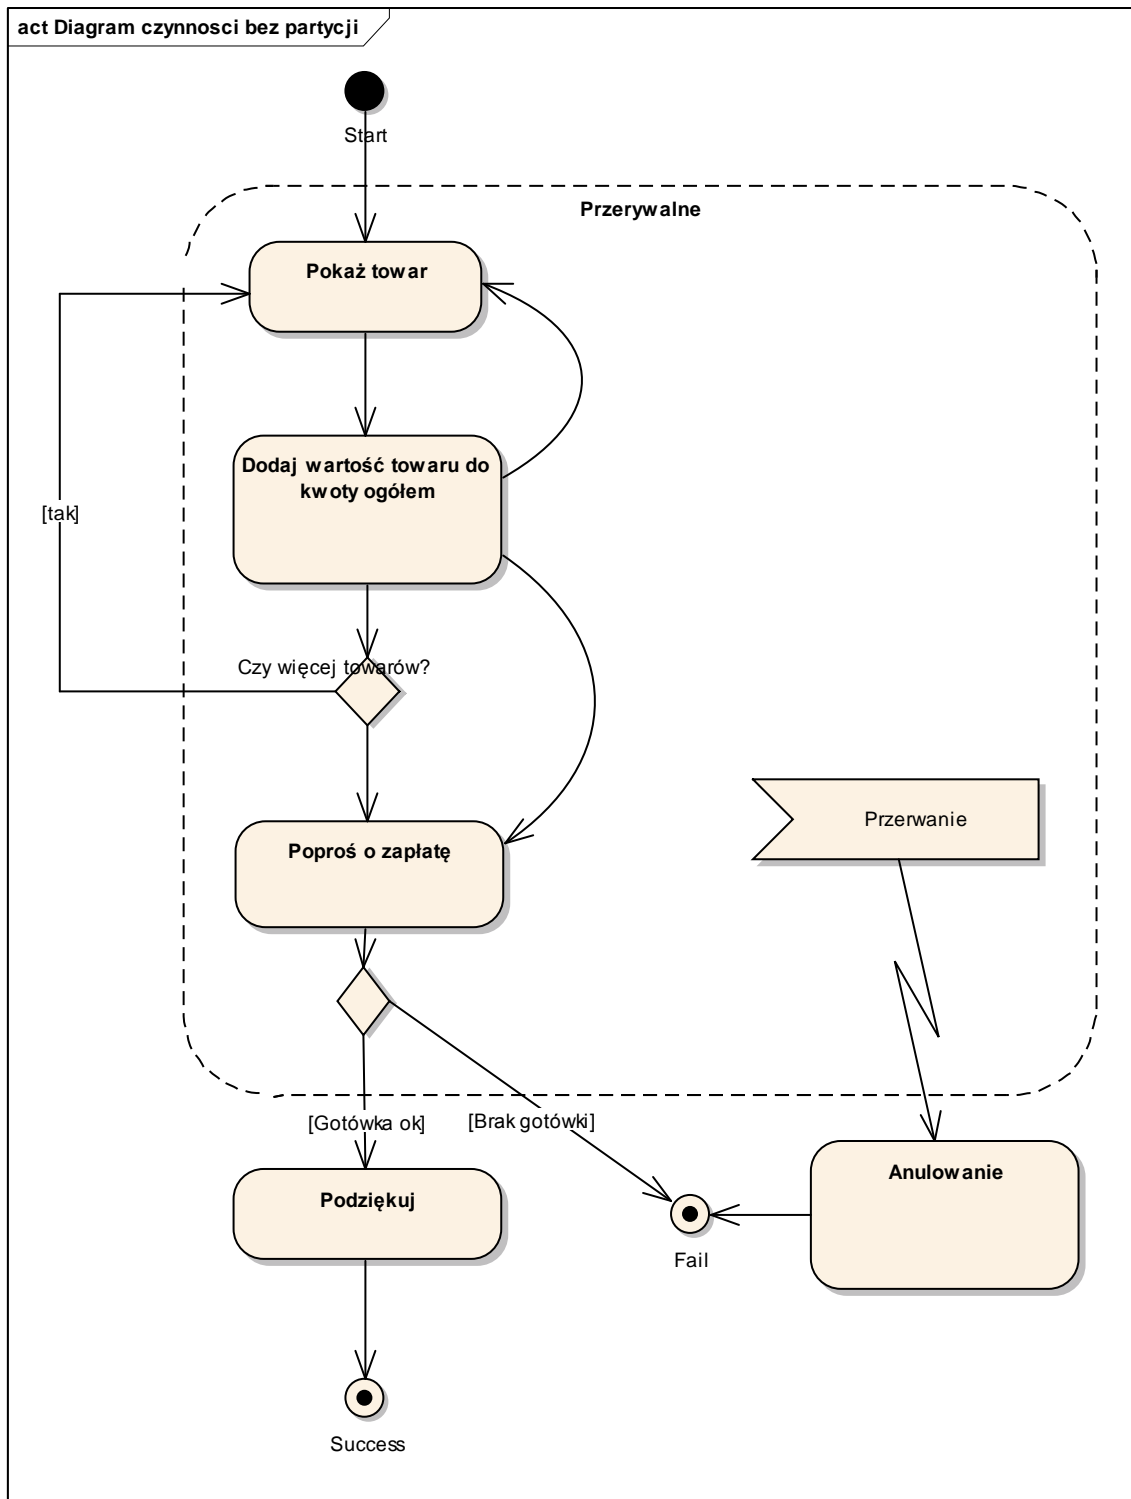 act Diagram czynnosci bez partycji
Start
Przerywalne
Pokaż towar
Dodaj wartość towaru do
kwoty ogółem
[tak]
Czy więcej towarów?
Poproś o zapłatę
Przerwanie
[Gotówka ok]
[Brak gotówki]
Anulowanie
Podziękuj
Fail
Success